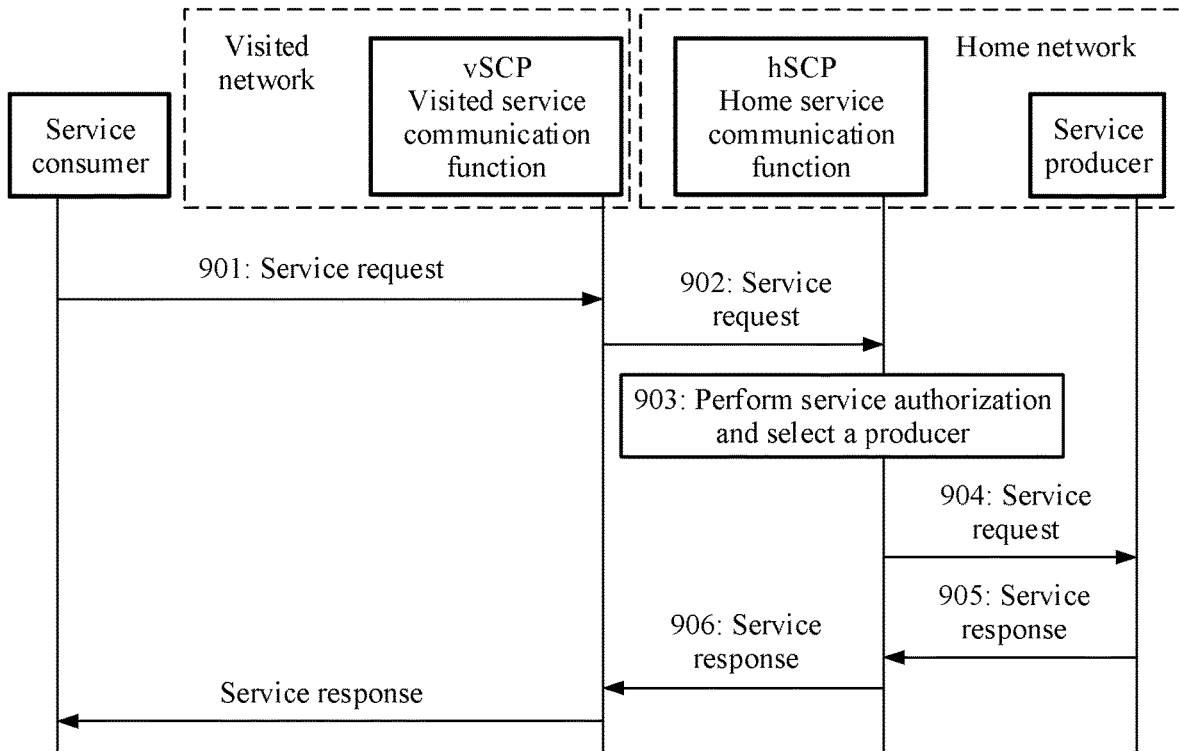 Visited
network
Home network
vSCP
Visited service
communication
function
hSCP
Home service
communication
function
Service
consumer
Service
producer
901: Service request
902: Service
request
903: Perform service authorization
and select a producer
904: Service
request
905: Service
response
906: Service
response
Service response